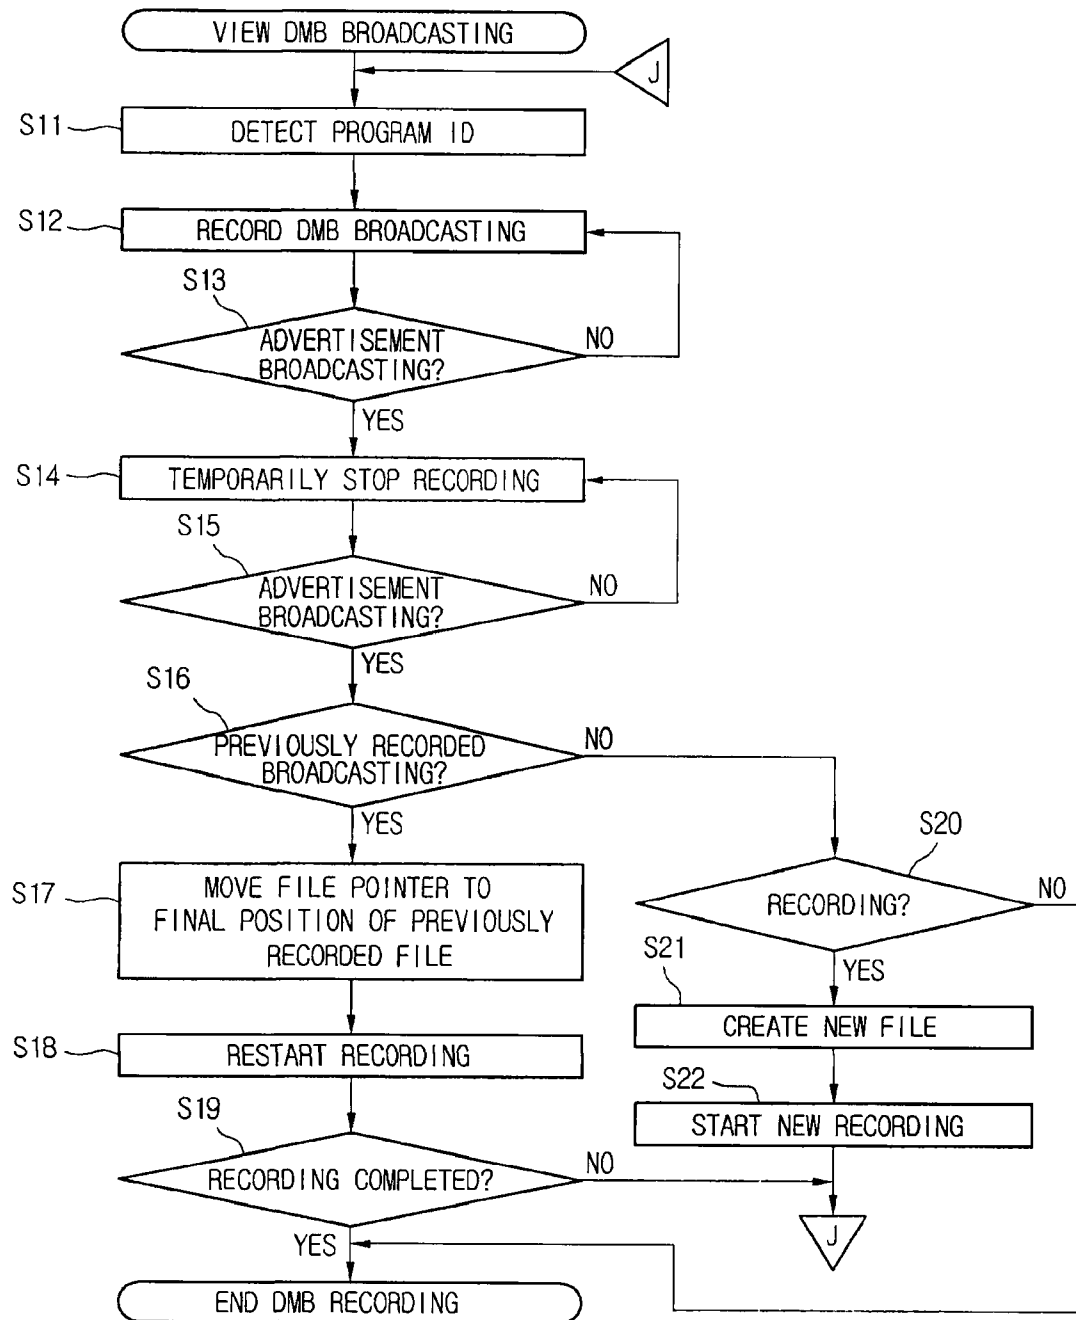 VIEW DMB BROADCASTING
J
S11
DETECT PROGRAM ID
S12
RECORD DMB BROADCASTING
S13
ADVERTISEMENT
BROADCASTING?
NO
YES
S14
TEMPORARILY STOP RECORDING
S15
ADVERTISEMENT
BROADCASTING?
NO
YES
S16
PREVIOUSLY RECORDED
BROADCASTING?
NO
YES
S17
MOVE FILE POINTER TO
FINAL POSITION OF PREVIOUSLY
RECORDED FILE
S18
RESTART RECORDING
S19
RECORDING COMPLETED?
NO
YES
END DMB RECORDING
S20
RECORDING?
NO
YES
S21
CREATE NEW FILE
S22
START NEW RECORDING
J